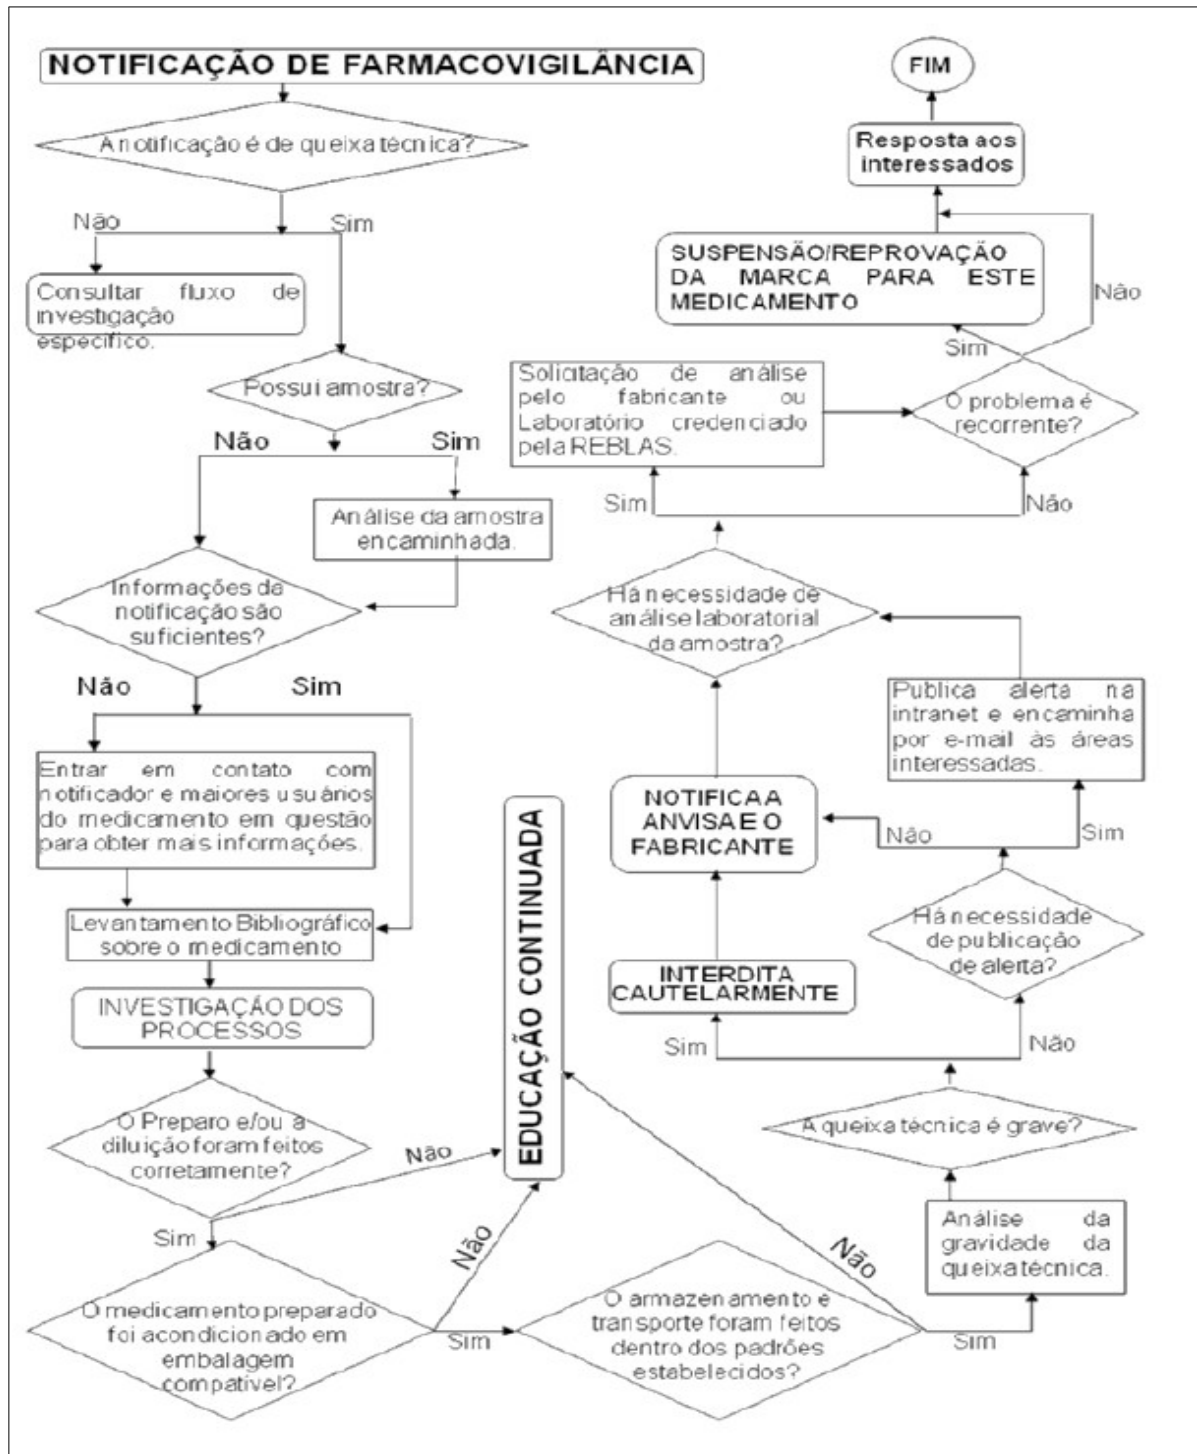 NOTIFICAÇÃO DE FARMACOVIGILÂNCIA
A notificação é de queixa técnica?
Não
Sim
Consultar fluxo de
investigação
específico.
Possui amostra?
Não
Sim
Análise da amostra
encaminhada.
Informações da
notificação são
suficientes?
Não
Sim
Entrar em contato com
notificador e maiores usuários
do medicamento em questão
para obter mais informações.
Levantamento Bibliográfico
sobre o medicamento
INVESTIGAÇÃO DOS
PROCESSOS
O Preparo e/ou a
diluição foram feitos
corretamente?
Não
Sim
O medicamento preparado
foi acondicionado em
embalagem
compatível?
Não
Sim
EDUCAÇÃO CONTINUADA
O armazenamento e
transporte foram feitos
dentro dos padrões
estabelecidos?
Não
Sim
Análise da
gravidade da
queixa técnica.
A queixa técnica é grave?
Sim
Não
INTERDITA
CAUTELARMENTE
Há necessidade
de publicação
de alerta?
Não
Sim
NOTIFICA A
ANVISA E O
FABRICANTE
Publica alerta na
intranet e encaminha
por e-mail às áreas
interessadas.
Há necessidade de
análise laboratorial
da amostra?
Sim
Não
Solicitação de análise
pelo fabricante ou
Laboratório credenciado
pela REBLAS.
O problema é
recorrente?
Sim
Não
SUSPENSÃO/REPROVAÇÃO
DA MARCA PARA ESTE
MEDICAMENTO
Resposta aos
interessados
FIM